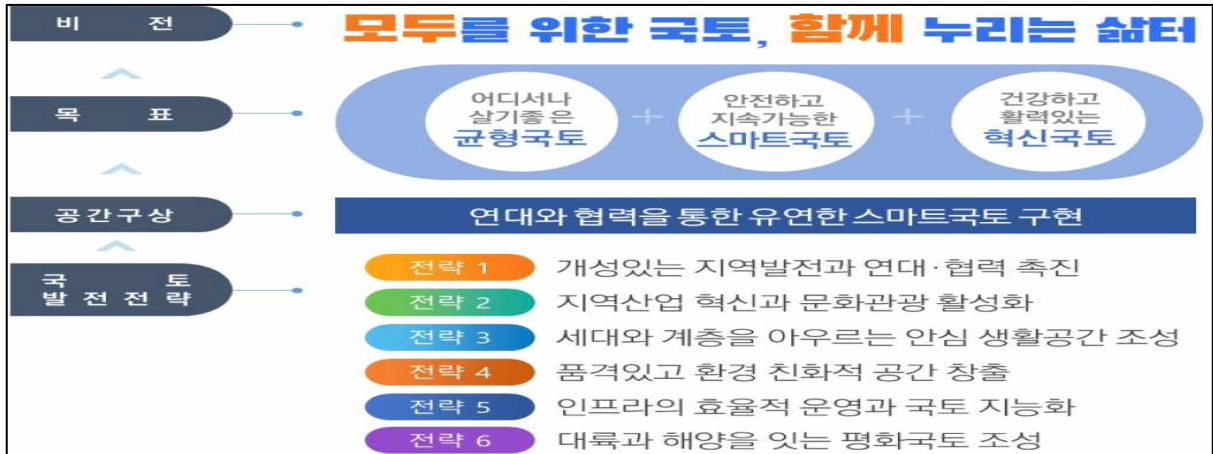 비 전
모두를 위한 국토, 함께 누리는 삶터
목 표
어디서나
살기좋은
균형국토
+
안전하고
지속가능한
스마트국토
+
건강하고
활력있는
혁신국토
공간구상
연대와 협력을 통한 유연한 스마트국토 구현
국 토
발 전 전 략
전략 1 개성있는 지역발전과 연대·협력 촉진
전략 2 지역산업 혁신과 문화관광 활성화
전략 3 세대와 계층을 아우르는 안심 생활공간 조성
전략 4 품격있고 환경 친화적 공간 창출
전략 5 인프라의 효율적 운영과 국토 지능화
전략 6 대륙과 해양을 잇는 평화국토 조성